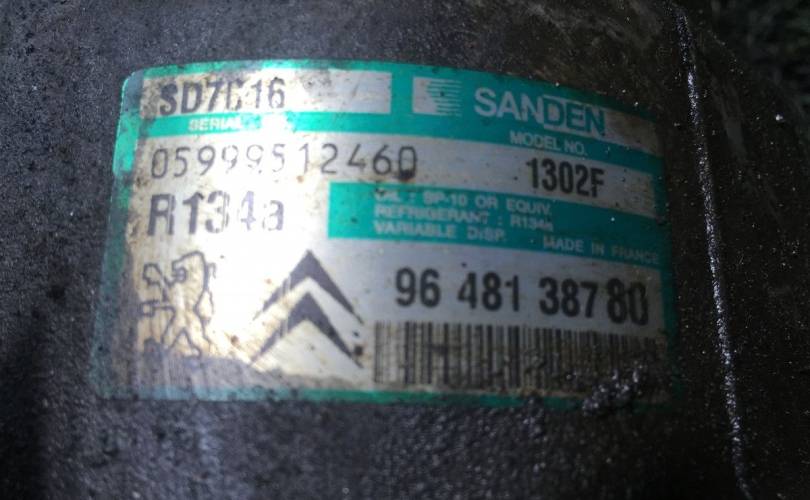 SD7C16
SANDEN
SERIAL
MODEL NO.
05999512460
1302F
R134a
OIL : SP-10 OR EQUIV.
REFRIGERANT : R134a
VARIABLE DISP. MADE IN FRANCE
96 481 387 80